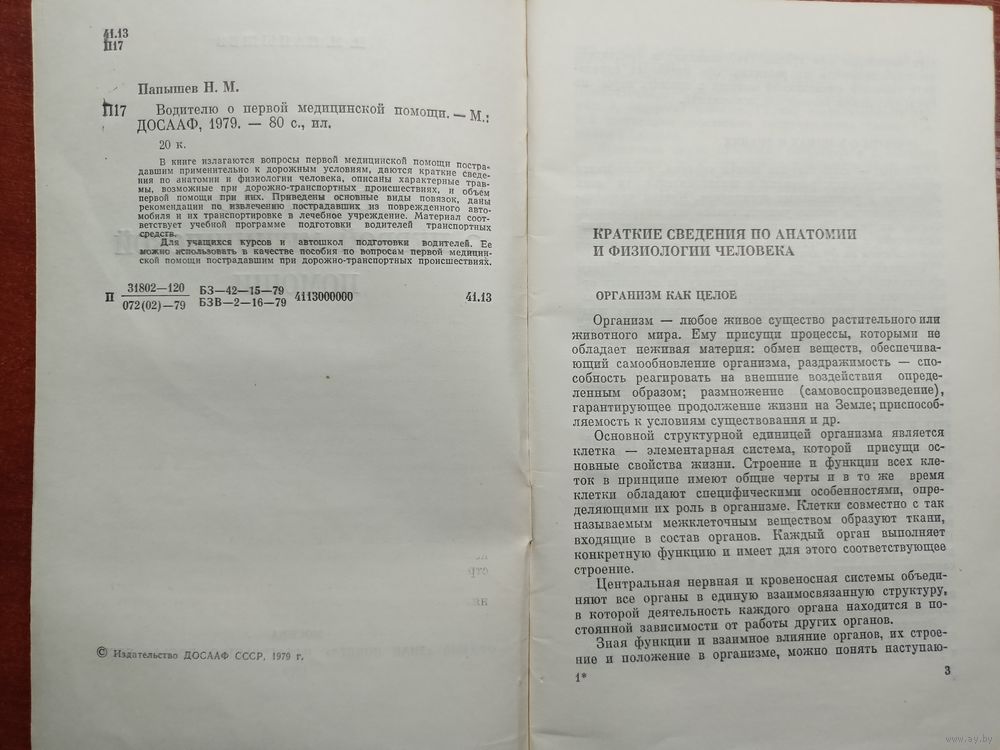 41.13
П17
Папышев Н. М.
П17 Водителю о первой медицинской помощи. — М.:
ДОСААФ, 1979. — 80 с., ил.
20 к.
В книге излагаются вопросы первой медицинской помощи постра-
давшим применительно к дорожным условиям, даются краткие сведе-
ния по анатомии и физиологии человека, описаны характерные трав-
мы, возможные при дорожно-транспортных происшествиях, и объем
первой помощи при них. Приведены основные виды повязок, даны
рекомендации по извлечению пострадавших из поврежденного авто-
мобиля и их транспортировке в лечебное учреждение. Материал соот-
ветствует учебной программе подготовки водителей транспортных
средств.
Для учащихся курсов и автошкол подготовки водителей. Ее
можно использовать в качестве пособия по вопросам первой медицин-
ской помощи пострадавшим при дорожно-транспортных происшествиях.
П 31802—120 БЗ—42—15—79 4113000000 41.13
072(02)—79 БЗВ—2—16—79
© Издательство ДОСААФ СССР, 1979 г.
КРАТКИЕ СВЕДЕНИЯ ПО АНАТОМИИ
И ФИЗИОЛОГИИ ЧЕЛОВЕКА
ОРГАНИЗМ КАК ЦЕЛОЕ
Организм — любое живое существо растительного или
животного мира. Ему присущи процессы, которыми не
обладает неживая материя: обмен веществ, обеспечива-
ющий самообновление организма, раздражимость — спо-
способность реагировать на внешние воздействия опреде-
ленным образом; размножение (самовоспроизведение),
гарантирующее продолжение жизни на Земле; приспособ-
ляемость к условиям существования и др.
Основной структурной единицей организма является
клетка — элементарная система, которой присущи ос-
новные свойства жизни. Строение и функции всех кле-
ток в принципе имеют общие черты и в то же время
клетки обладают специфическими особенностями, опре-
деляющими их роль в организме. Клетки совместно с так
называемым межклеточным веществом образуют ткани,
входящие в состав органов. Каждый орган выполняет
конкретную функцию и имеет для этого соответствующее
строение.
Центральная нервная и кровеносная системы объеди-
няют все органы в единую взаимосвязанную структуру,
в которой деятельность каждого органа находится в по-
стоянной зависимости от работы других органов.
Зная функции и взаимное влияние органов, их строе-
ние и положение в организме, можно понять наступаю-
1* 3
www.ay.by